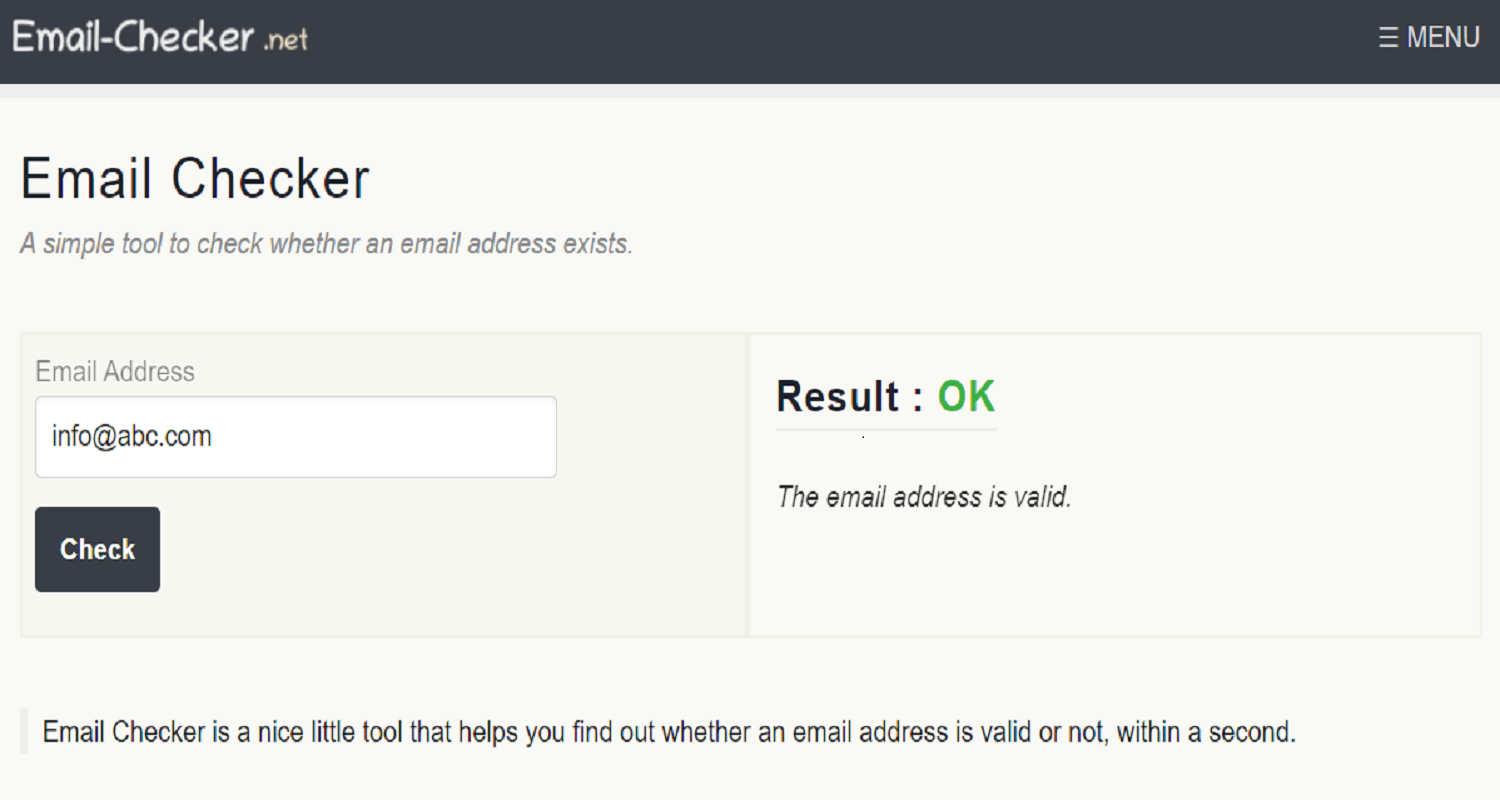 Email-Checker .net
☰ MENU
Email Checker
A simple tool to check whether an email address exists.
Email Address
info@abc.com
Check
Result : OK
The email address is valid.
Email Checker is a nice little tool that helps you find out whether an email address is valid or not, within a second.